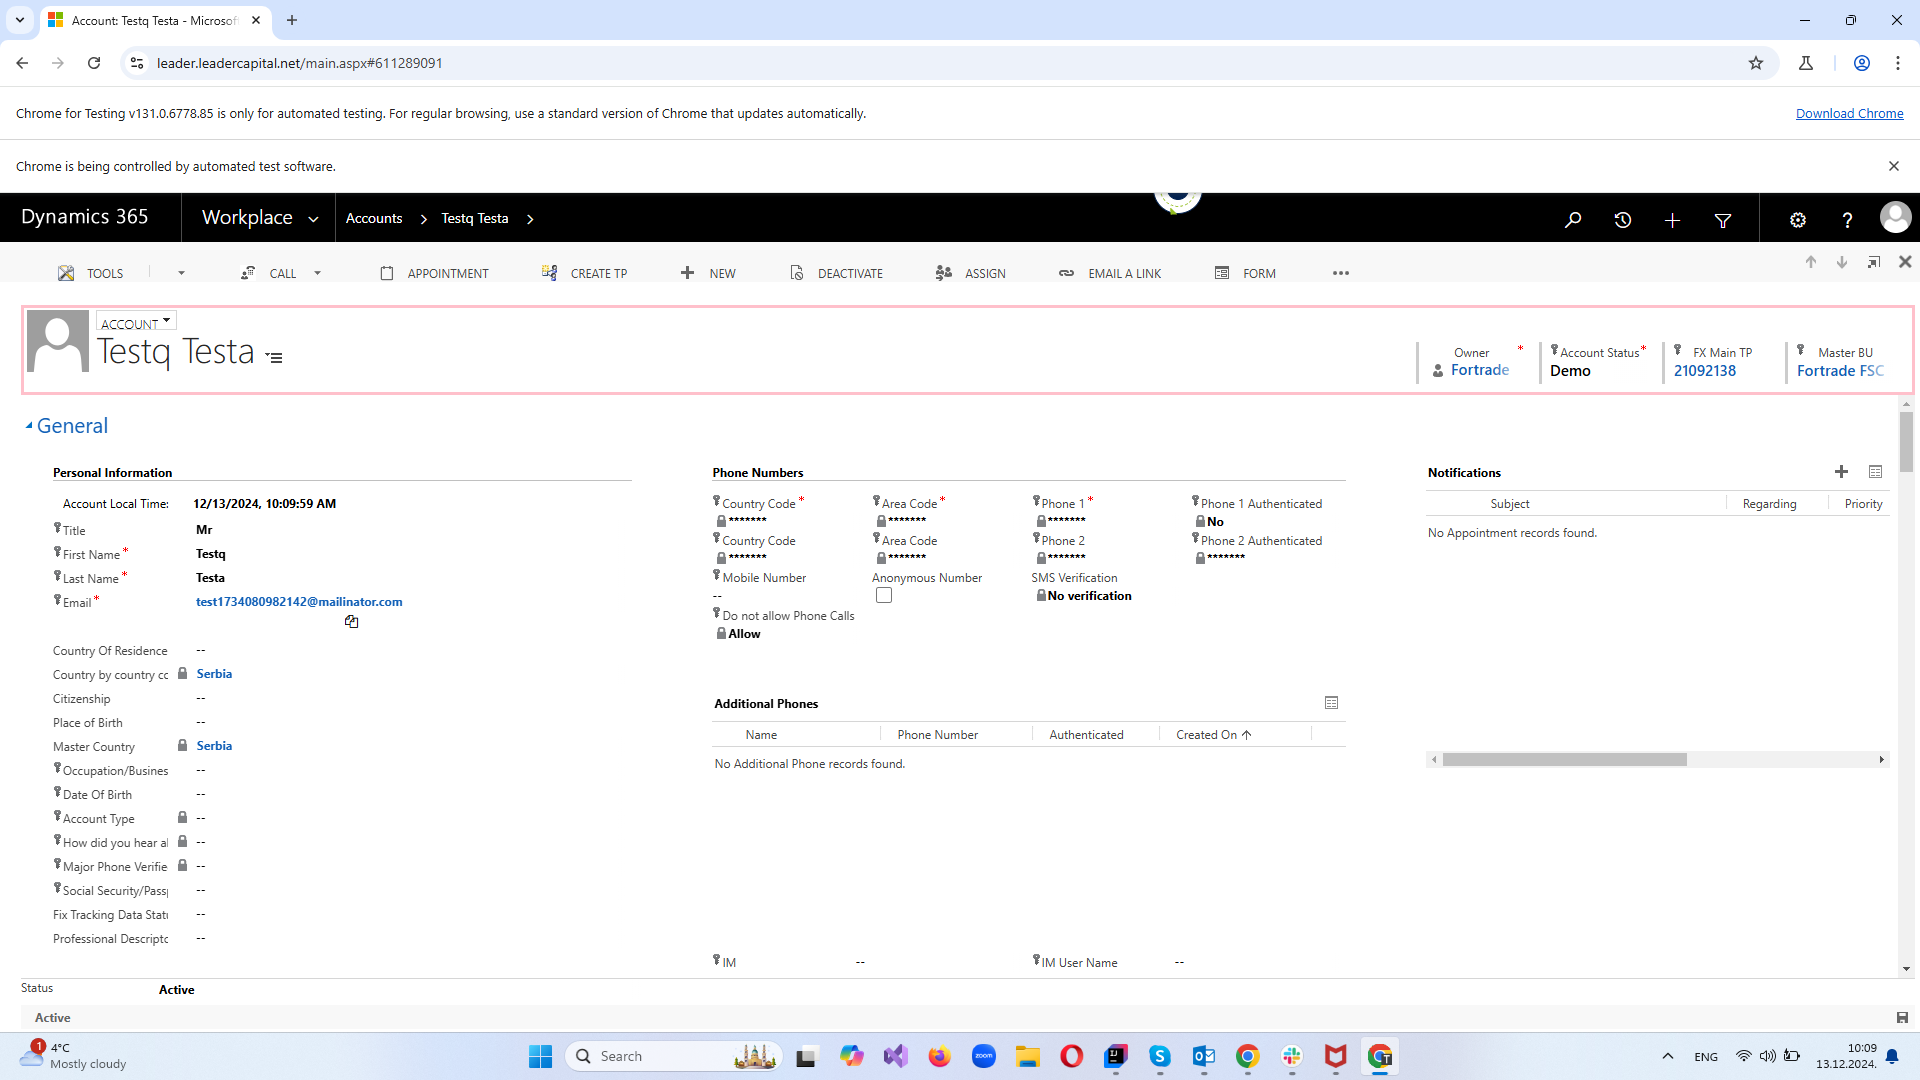 Account: Testq Testa - Microsof
leader.leadercapital.net/main.aspx#611289091
Chrome for Testing v131.0.6778.85 is only for automated testing. For regular browsing, use a standard version of Chrome that updates automatically.
Download Chrome
Chrome is being controlled by automated test software.
Dynamics 365
Workplace
Accounts
Testq Testa
TOOLS
CALL
APPOINTMENT
CREATE TP
NEW
DEACTIVATE
ASSIGN
EMAIL A LINK
FORM
ACCOUNT
Testq Testa
Owner *
Fortrade
Account Status *
Demo
FX Main TP
21092138
Master BU
Fortrade FSC
General
Personal Information
Account Local Time: 12/13/2024, 10:09:59 AM
Title Mr
First Name * Testq
Last Name * Testa
Email * test1734080982142@mailinator.com
Country Of Residence --
Country by country cc Serbia
Citizenship --
Place of Birth --
Master Country Serbia
Occupation/Busines --
Date Of Birth --
Account Type --
How did you hear a --
Major Phone Verifie --
Social Security/Pass --
Fix Tracking Data Stat --
Professional Descripto --
Phone Numbers
Country Code * Area Code * Phone 1 * Phone 1 Authenticated
******* ******* ******* No
Country Code Area Code Phone 2 Phone 2 Authenticated
******* ******* ******* *******
Mobile Number Anonymous Number SMS Verification
-- No verification
Do not allow Phone Calls
Allow
Additional Phones
Name Phone Number Authenticated Created On
No Additional Phone records found.
IM -- IM User Name --
Notifications
Subject Regarding Priority
No Appointment records found.
Status Active
Active
1
4°C
Mostly cloudy
Search
zoom
ENG
10:09
13.12.2024.